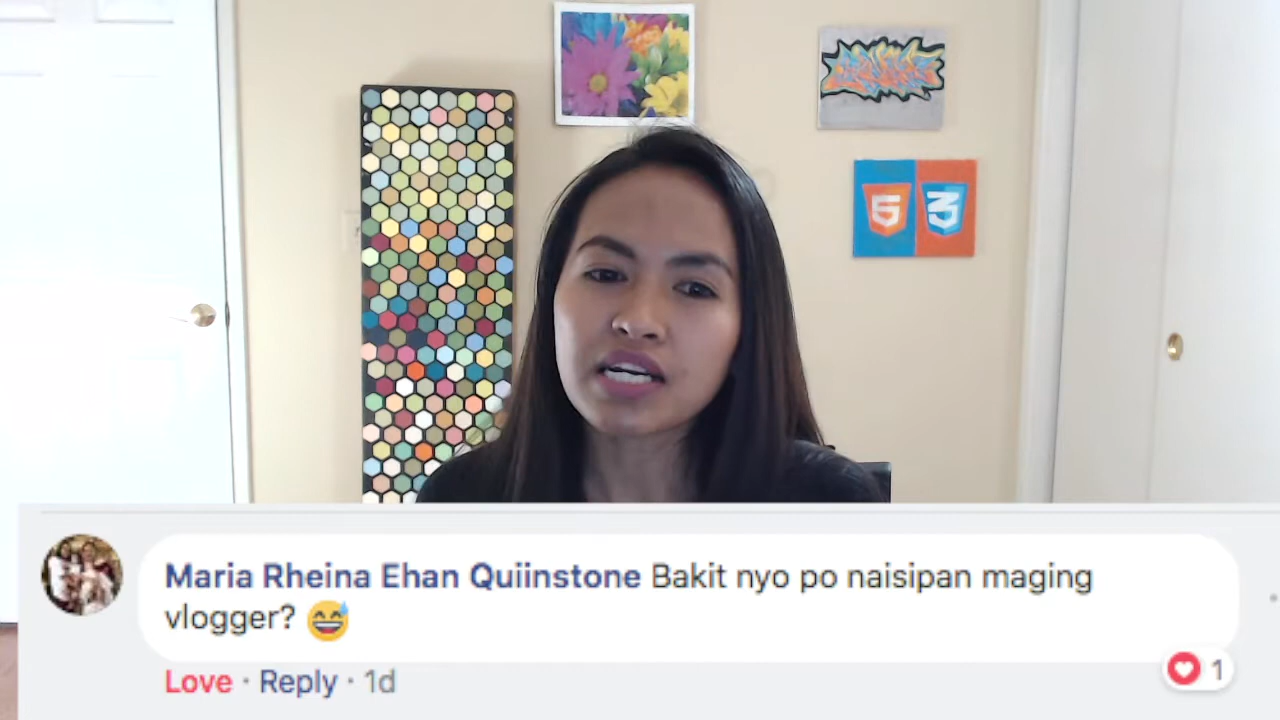 5 3
Maria Rheina Ehan Quiinstone Bakit nyo po naisipan maging
vlogger? 😅
Love · Reply · 1d
1